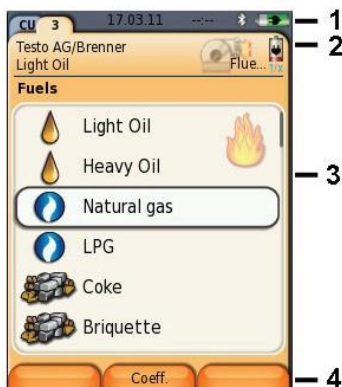 CU 3 17.03.11 --:-- 1
Testo AG/Brenner 2
Light Oil Flue... 1/x
Fuels
Light Oil
Heavy Oil
Natural gas 3
LPG
Coke
Briquette
Coeff. 4